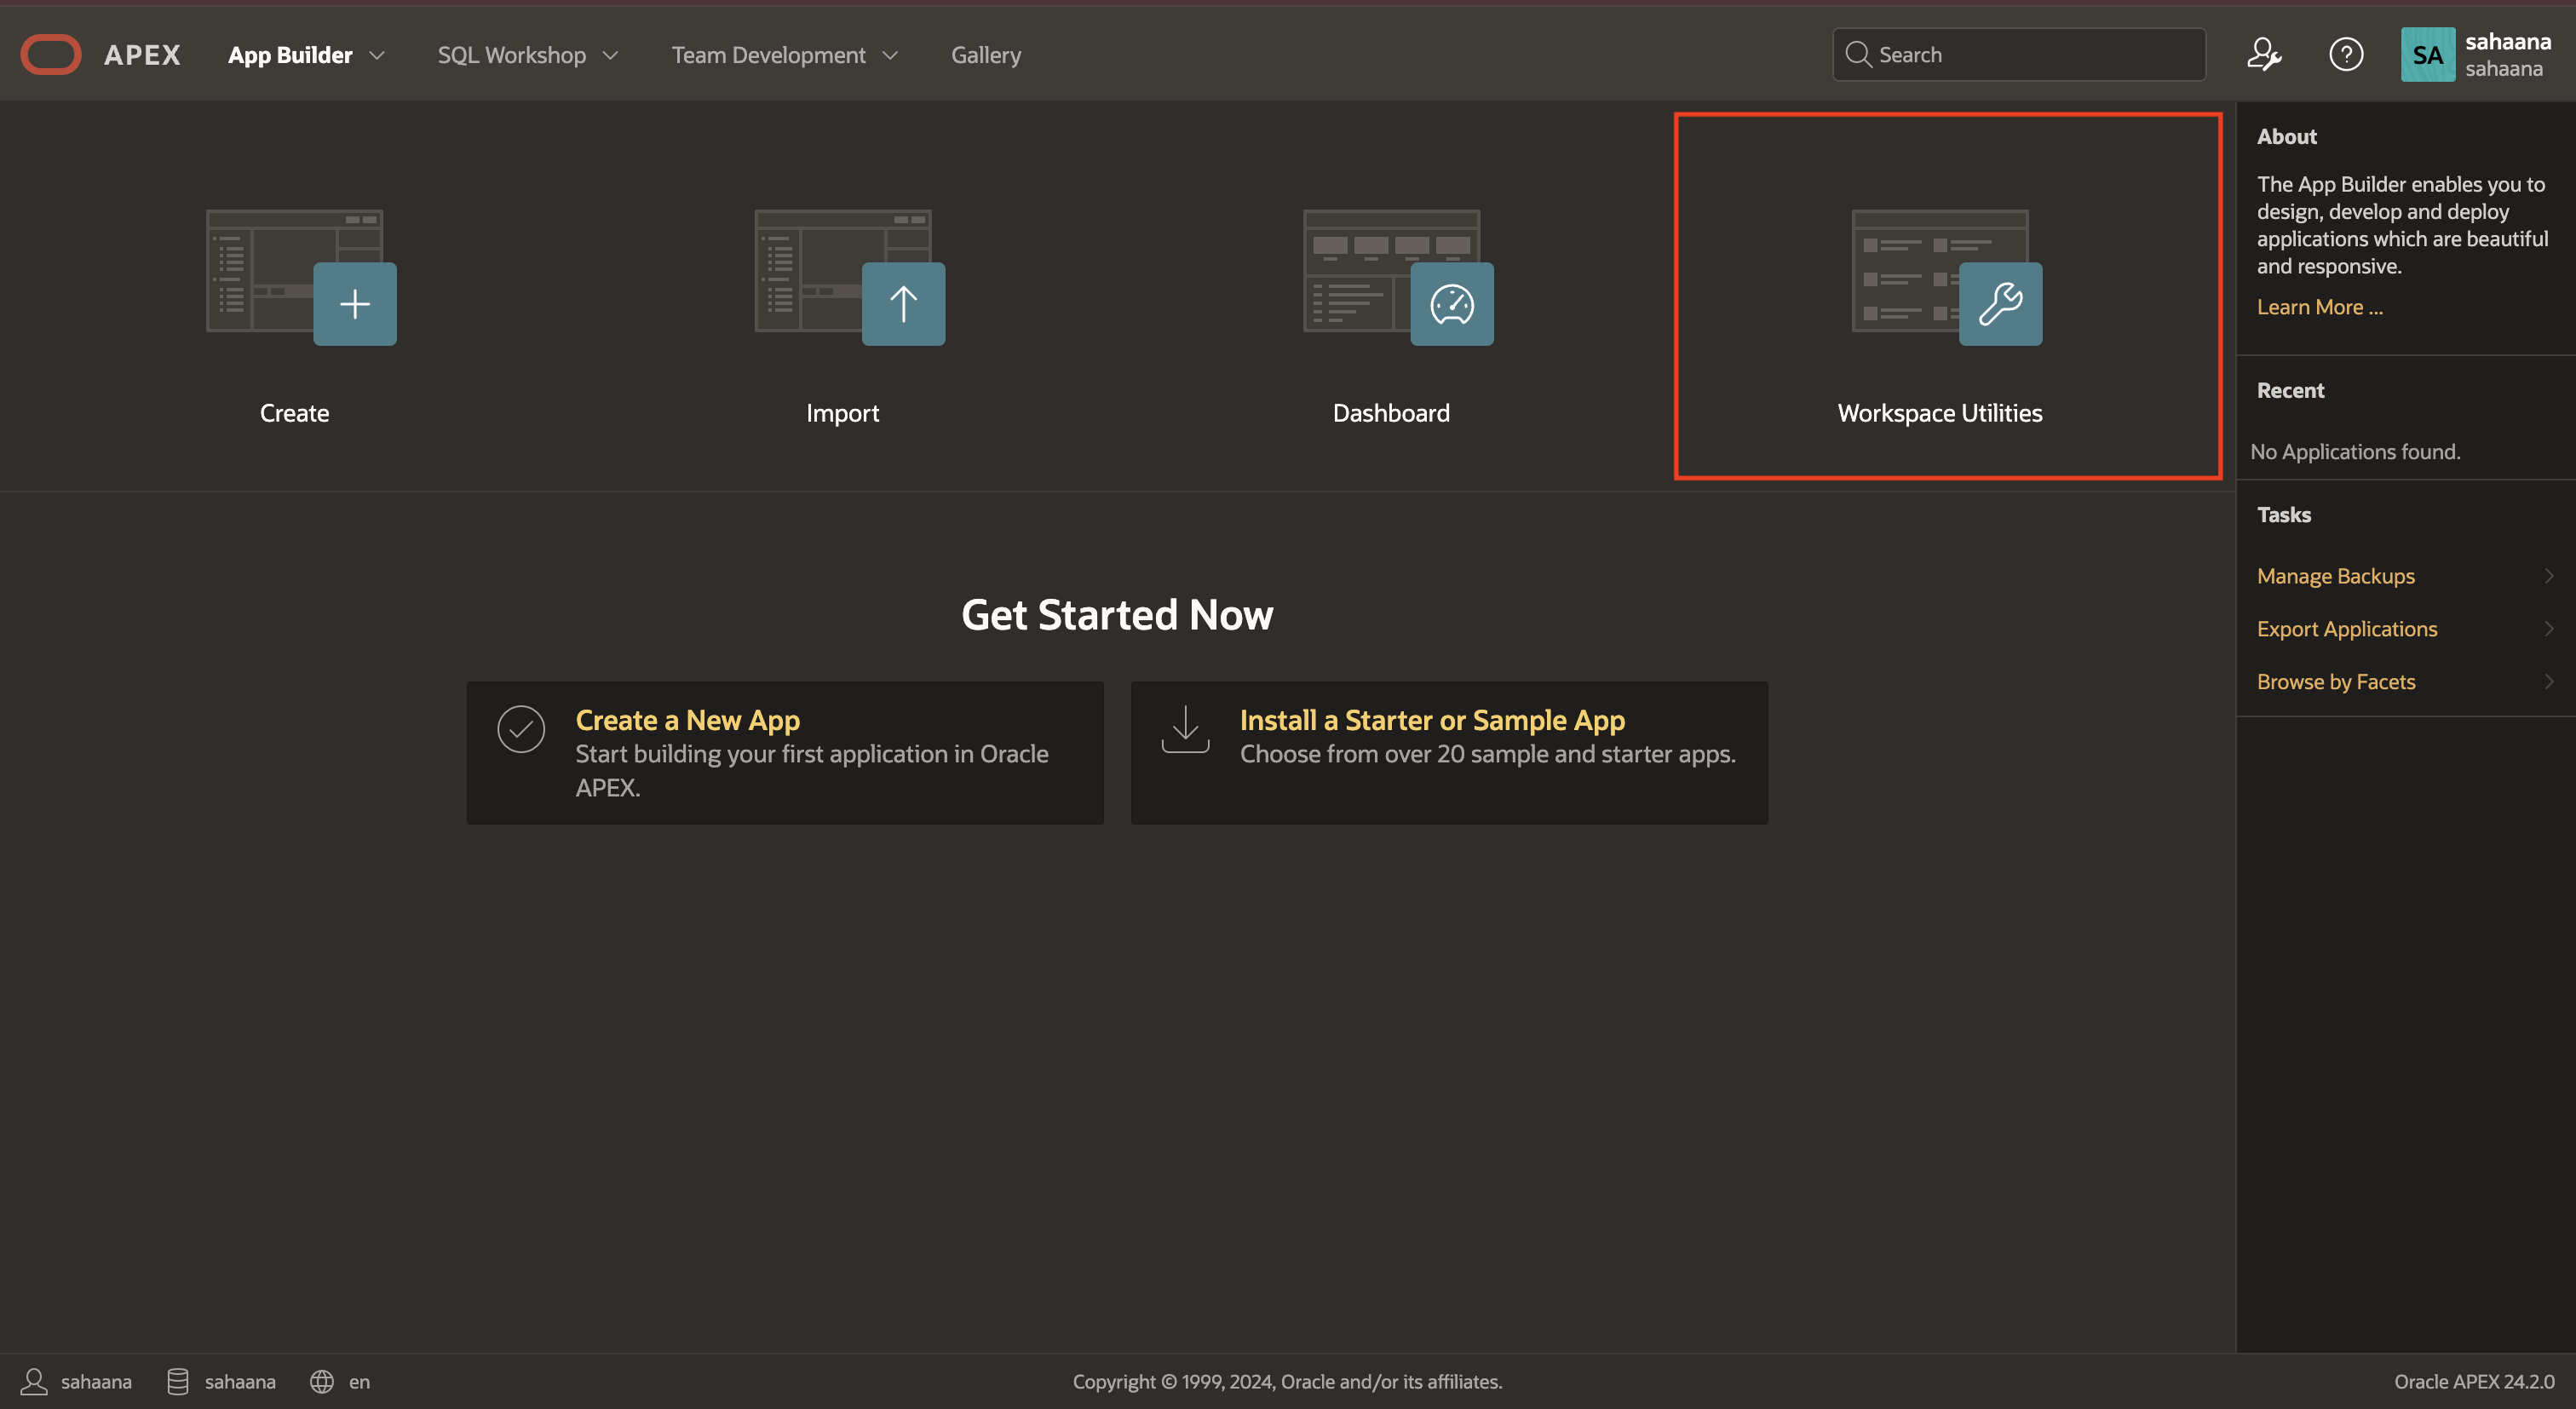 APEX App Builder SQL Workshop Team Development Gallery Search SA sahaana
sahaana
Create Import Dashboard Workspace Utilities
Get Started Now
Create a New App
Start building your first application in Oracle
APEX.
Install a Starter or Sample App
Choose from over 20 sample and starter apps.
About
The App Builder enables you to
design, develop and deploy
applications which are beautiful
and responsive.
Learn More ...
Recent
No Applications found.
Tasks
Manage Backups
Export Applications
Browse by Facets
sahaana sahaana en Copyright © 1999, 2024, Oracle and/or its affiliates. Oracle APEX 24.2.0